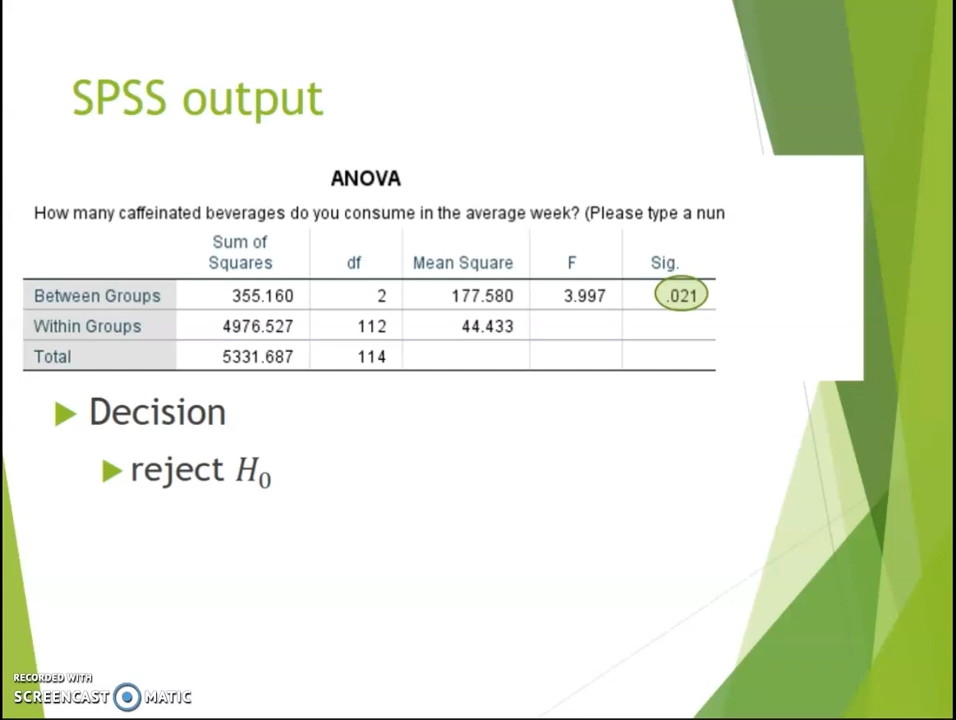 SPSS output
ANOVA
How many caffeinated beverages do you consume in the average week? (Please type a nun
Sum of
Squares df Mean Square F Sig.
Between Groups 355.160 2 177.580 3.997 .021
Within Groups 4976.527 112 44.433
Total 5331.687 114
Decision
reject H₀
RECORDED WITH
SCREENCAST MATIC